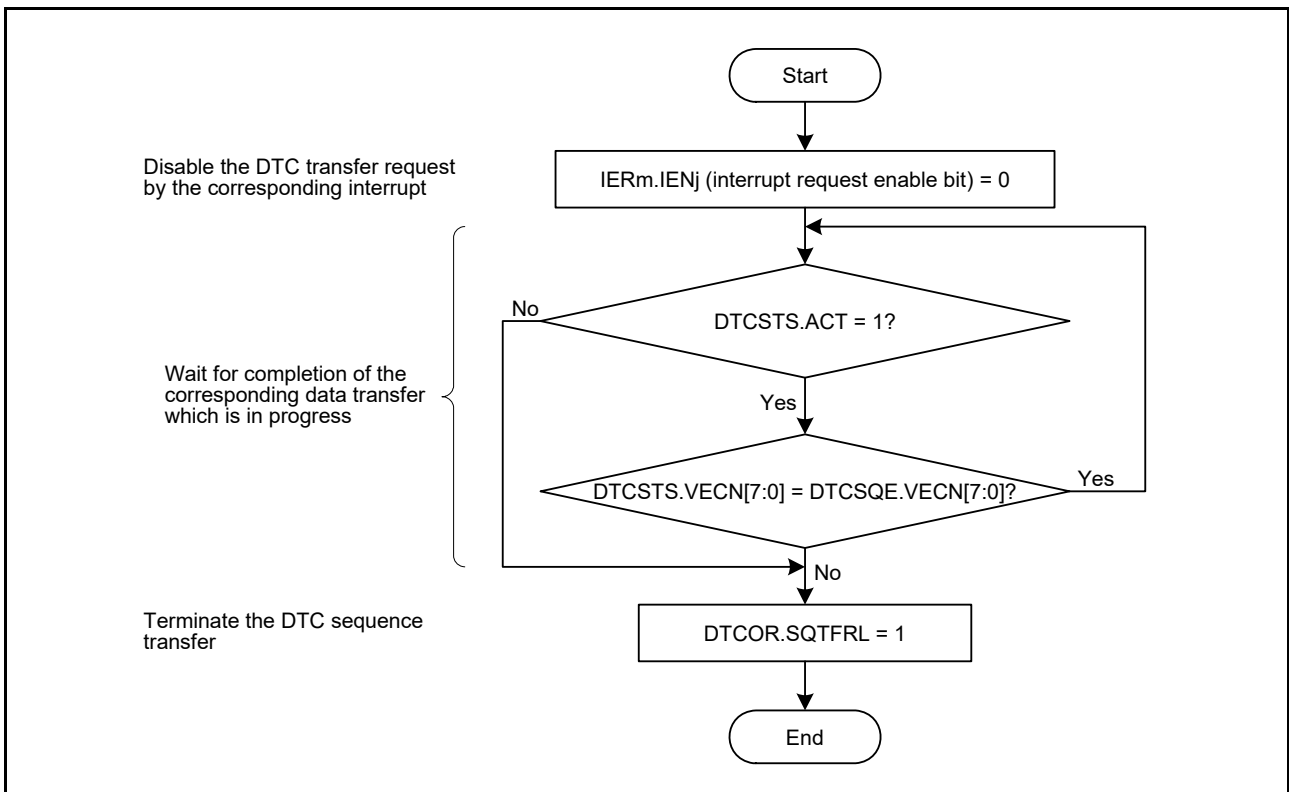 Start
Disable the DTC transfer request
by the corresponding interrupt
IERm.IENj (interrupt request enable bit) = 0
No
DTCSTS.ACT = 1?
Wait for completion of the
corresponding data transfer
which is in progress
Yes
DTCSTS.VECN[7:0] = DTCSQE.VECN[7:0]?
Yes
No
Terminate the DTC sequence
transfer
DTCOR.SQTFRL = 1
End